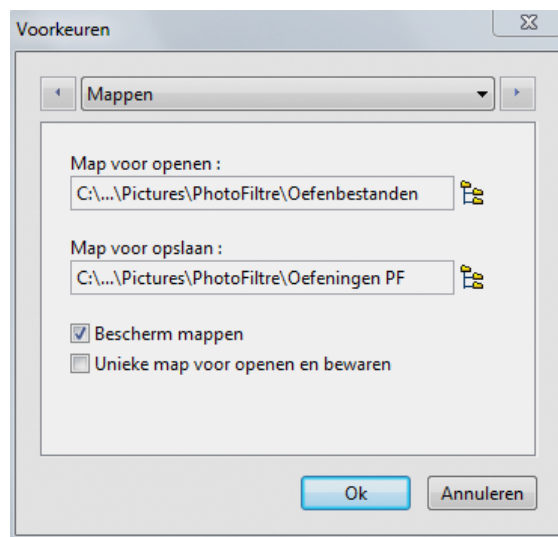 Voorkeuren
Mappen
Map voor openen :
C:\...\Pictures\PhotoFiltre\Oefenbestanden
Map voor opslaan :
C:\...\Pictures\PhotoFiltre\Oefeningen PF
Bescherm mappen
Unieke map voor openen en bewaren
Ok
Annuleren